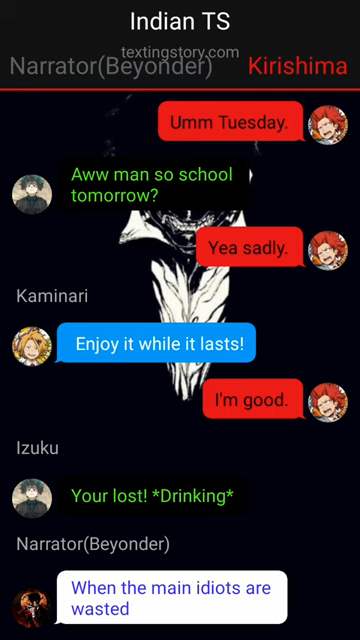 Indian TS
textingstory.com
Narrator(Beyonder)
Kirishima
Umm Tuesday.
Aww man so school
tomorrow?
Yea sadly.
Kaminari
Enjoy it while it lasts!
I'm good.
Izuku
Your lost! *Drinking*
Narrator(Beyonder)
When the main idiots are
wasted